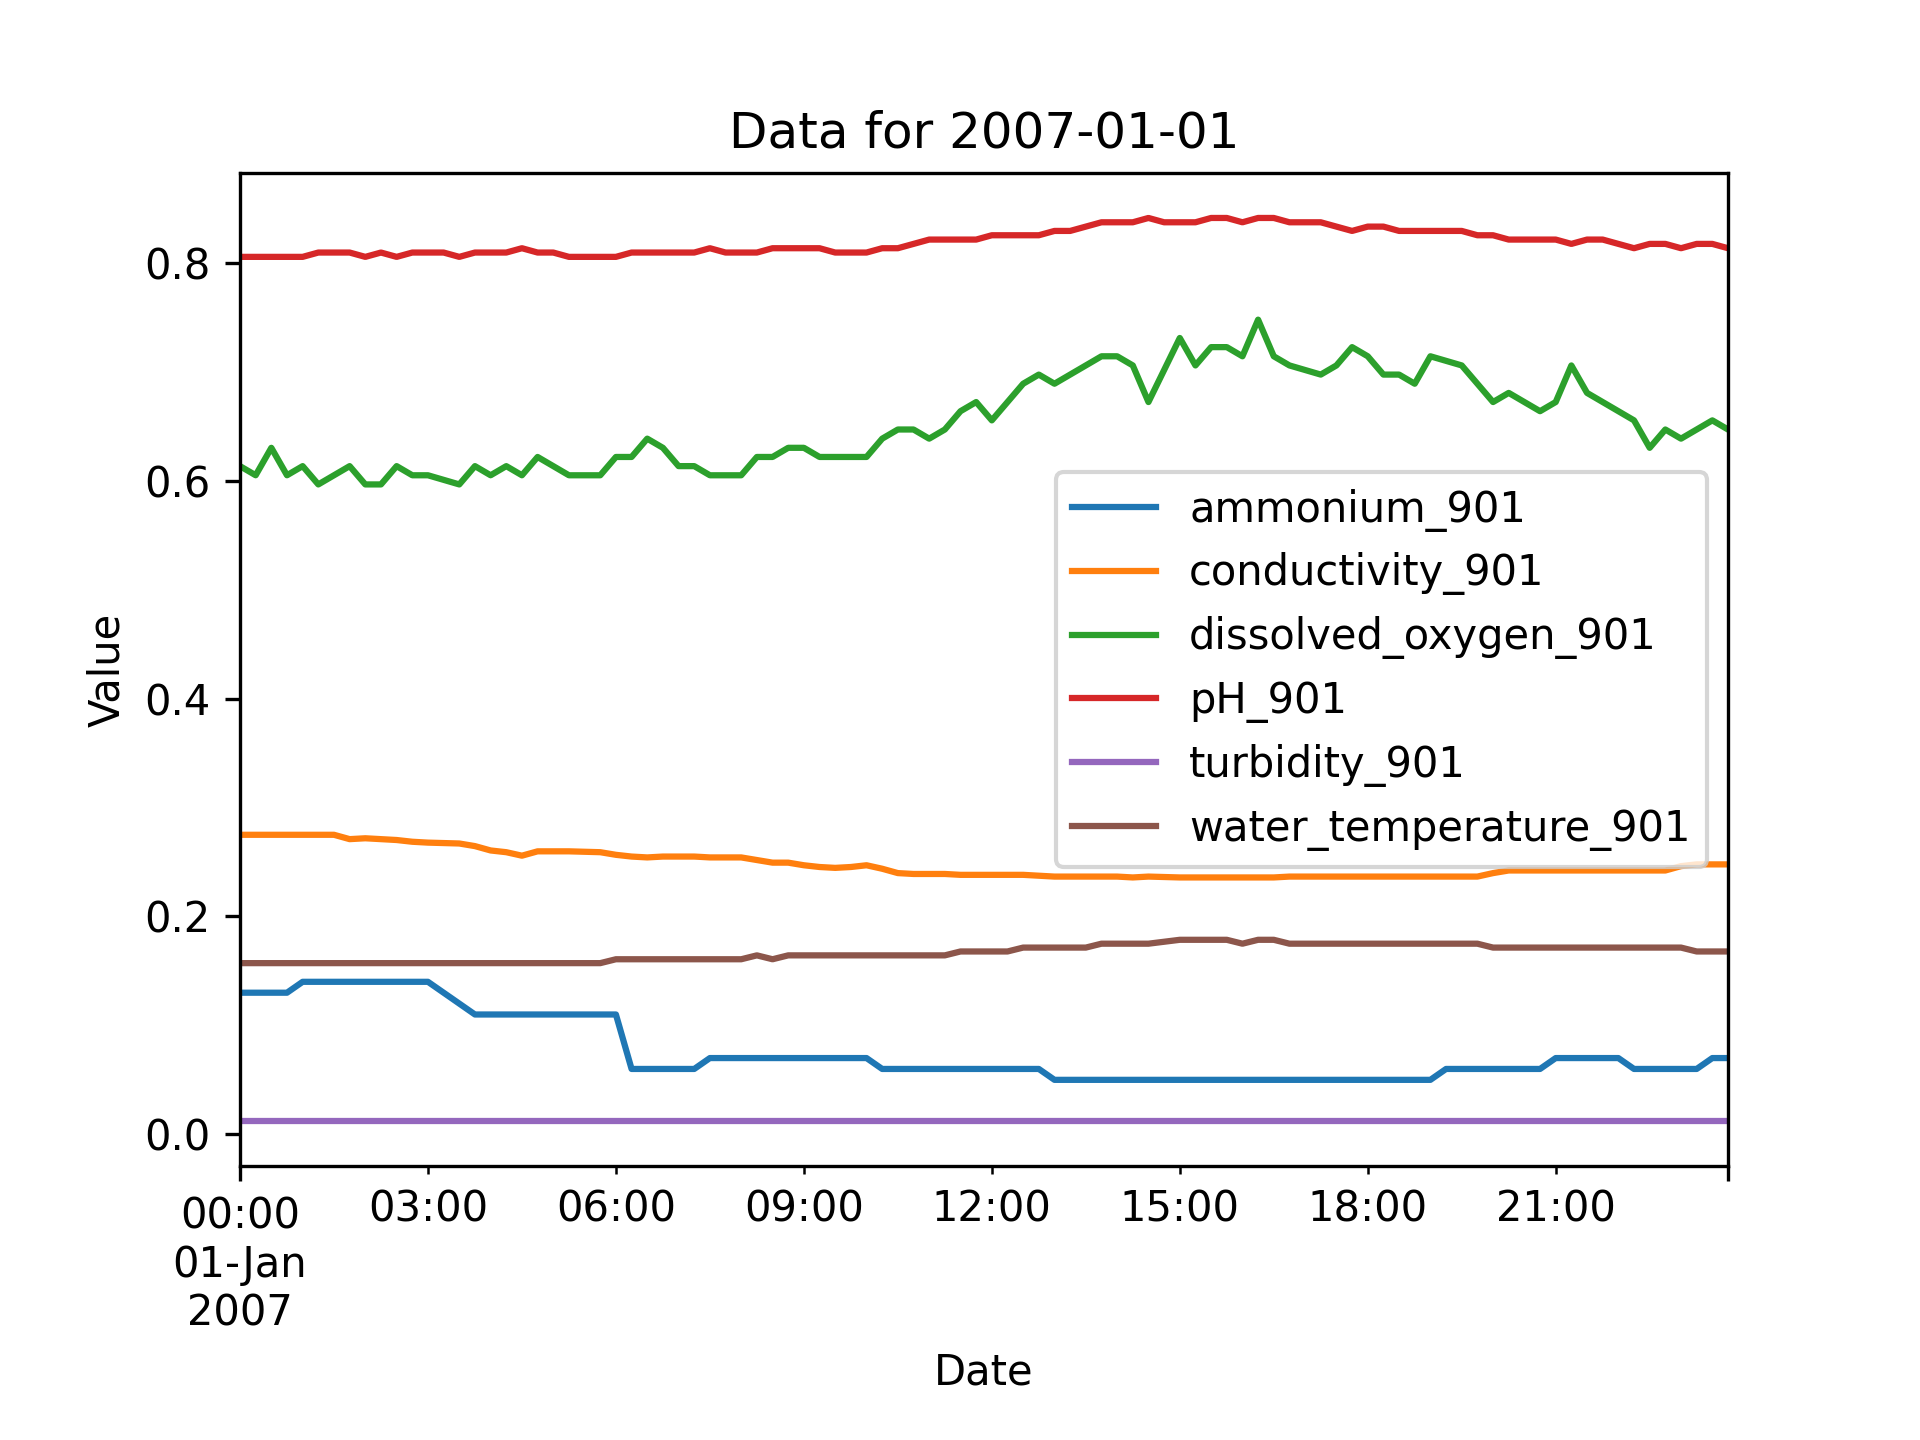 Data for 2007-01-01
Value
0.8
0.6
0.4
0.2
0.0
ammonium_901
conductivity_901
dissolved_oxygen_901
pH_901
turbidity_901
water_temperature_901
00:00 03:00 06:00 09:00 12:00 15:00 18:00 21:00
01-Jan
2007
Date